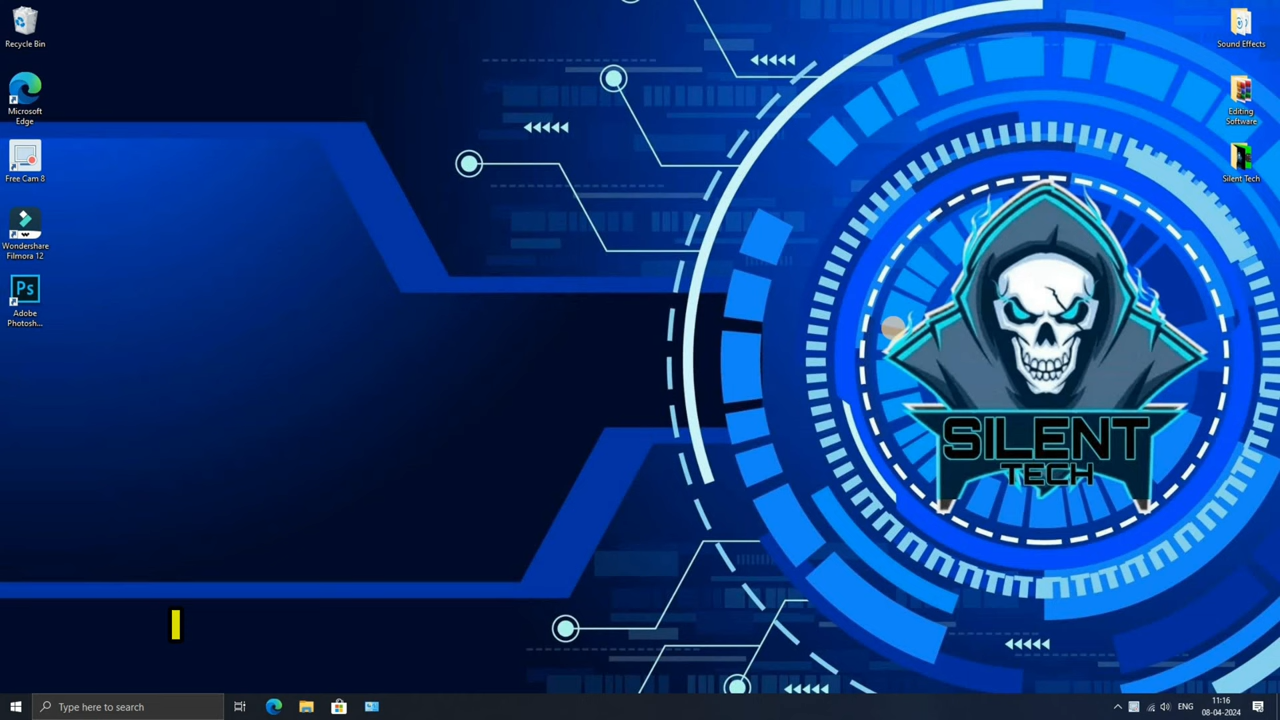 Recycle Bin
Microsoft
Edge
Free Cam 8
Wondershare
Filmora 12
Ps
Adobe
Photosh...
Sound Effects
Editing
Software
Silent Tech
SILENT
TECH
Type here to search
ENG
11:16
08-04-2024